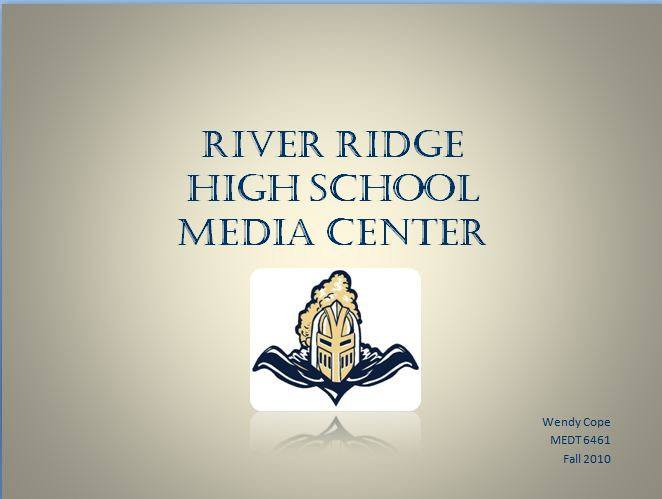 RIVER RIDGE
HIGH SCHOOL
MEDIA CENTER
Wendy Cope
MEDT 6461
Fall 2010